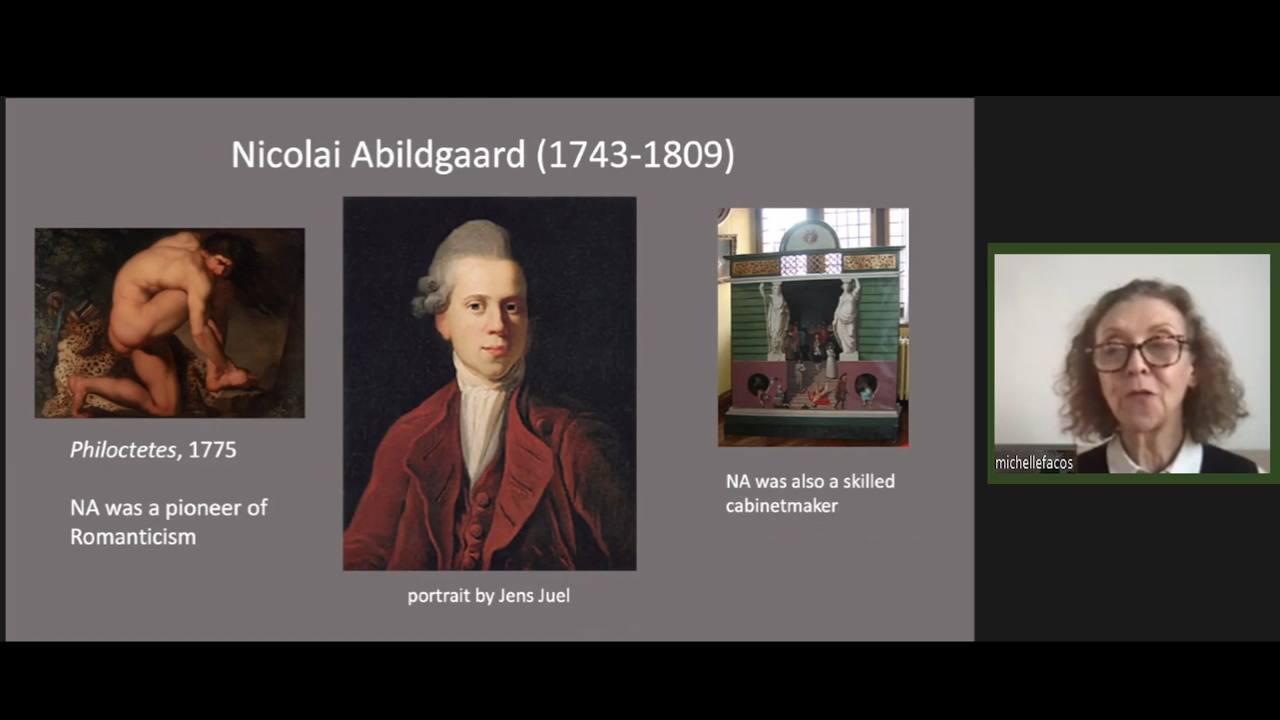 Nicolai Abildgaard (1743-1809)
Philoctetes, 1775
NA was a pioneer of
Romanticism
portrait by Jens Juel
NA was also a skilled
cabinetmaker
michellefacos